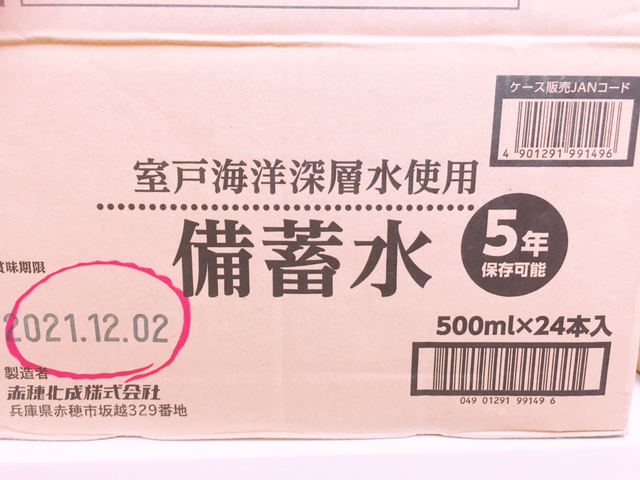 ケース販売JANコード
4 901291 991496
室戸海洋深層水使用
備蓄水
5年
保存可能
賞味期限
2021.12.02
500ml×24本入
製造者
赤穂化成株式会社
兵庫県赤穂市坂越329番地
049 01291 99149 6